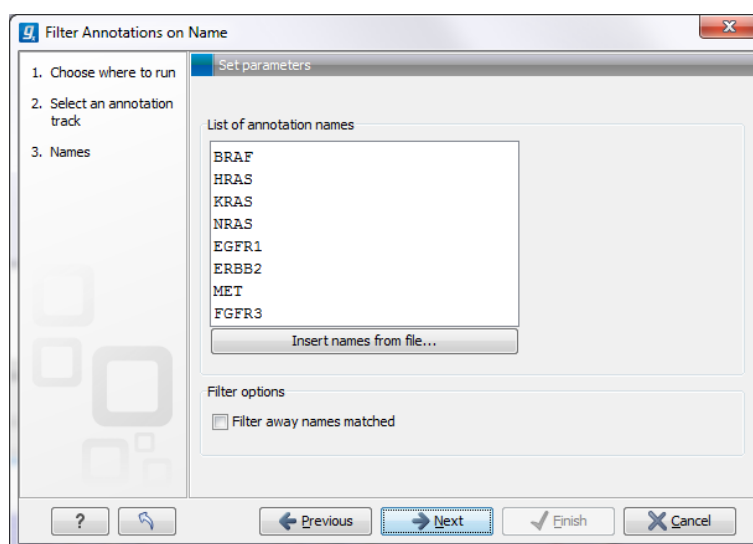 Filter Annotations on Name
1. Choose where to run
2. Select an annotation
track
3. Names
Set parameters
List of annotation names
BRAF
HRAS
KRAS
NRAS
EGFR1
ERBB2
MET
FGFR3
Insert names from file...
Filter options
Filter away names matched
?
Previous
Next
Finish
Cancel